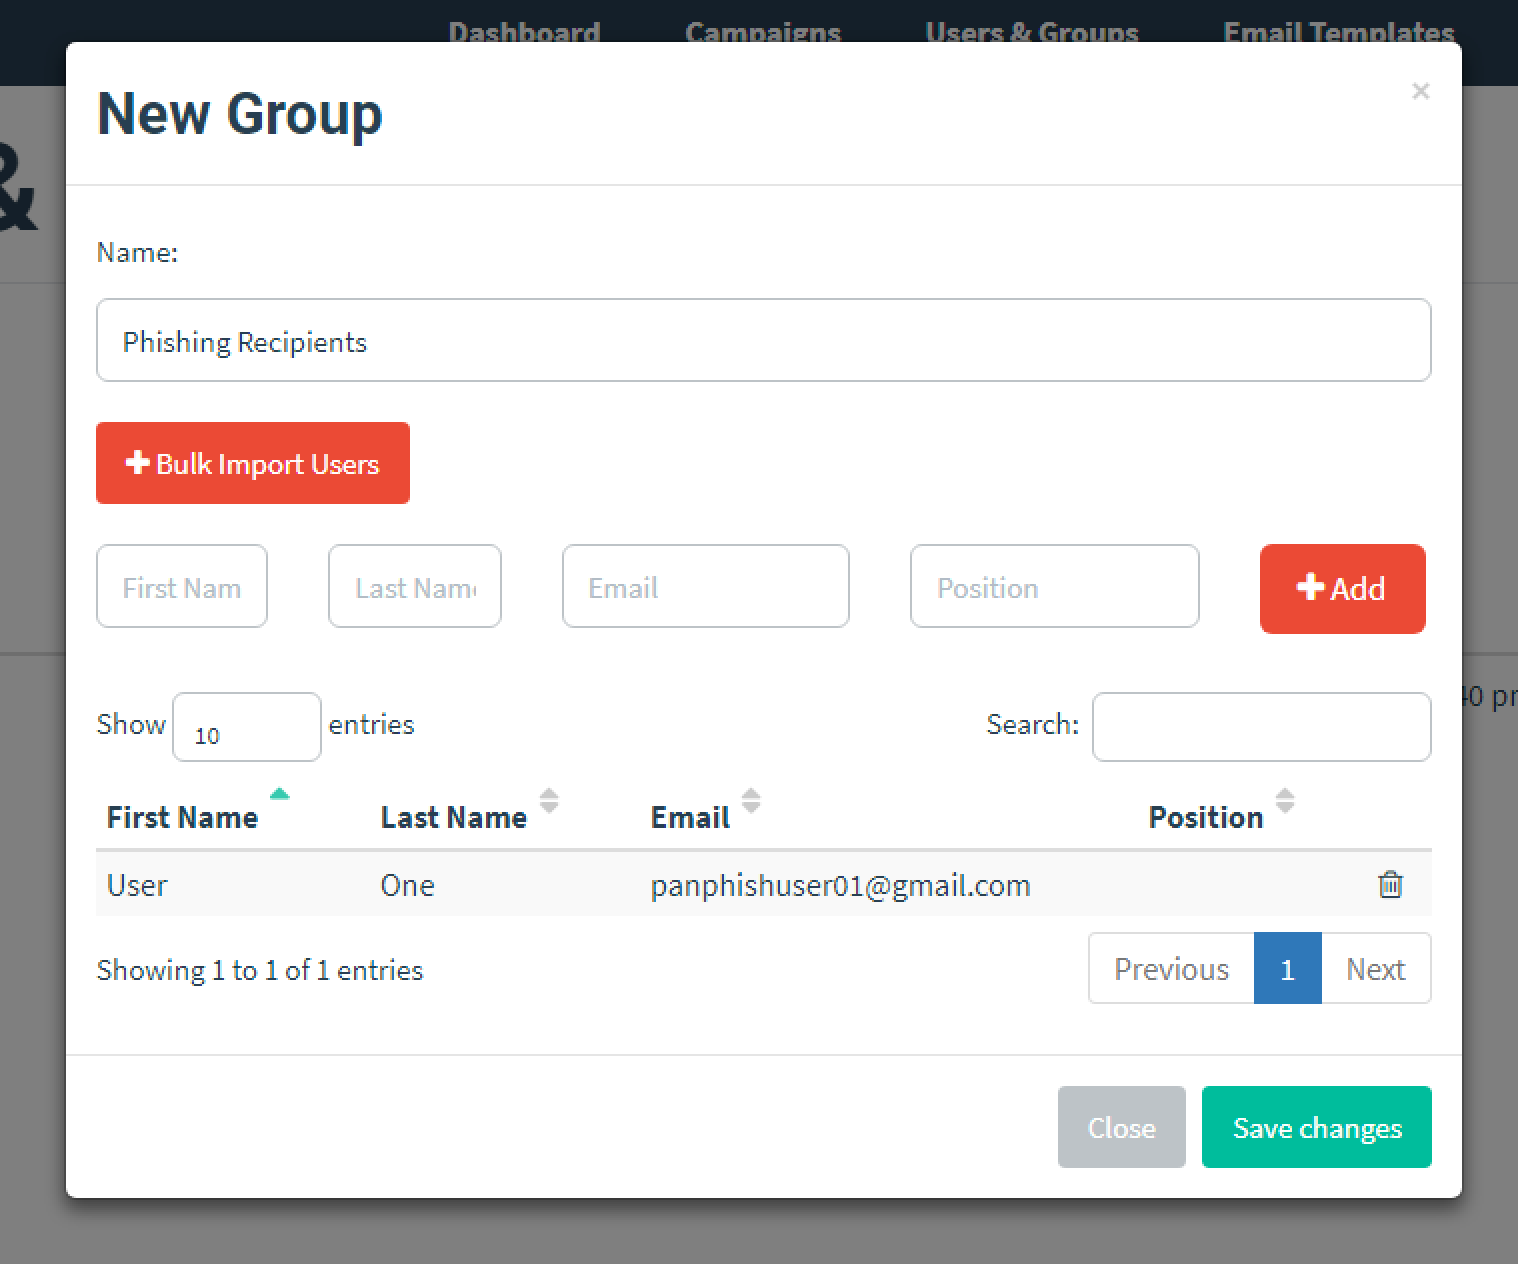 Dashboard Campaigns Users & Groups Email Templates
&
New Group
×
Name:
Phishing Recipients
Bulk Import Users
First Nam Last Name Email Position Add
40 pr
Show 10 entries Search:
First Name Last Name Email Position
User One panphishuser01@gmail.com
Showing 1 to 1 of 1 entries Previous 1 Next
Close Save changes